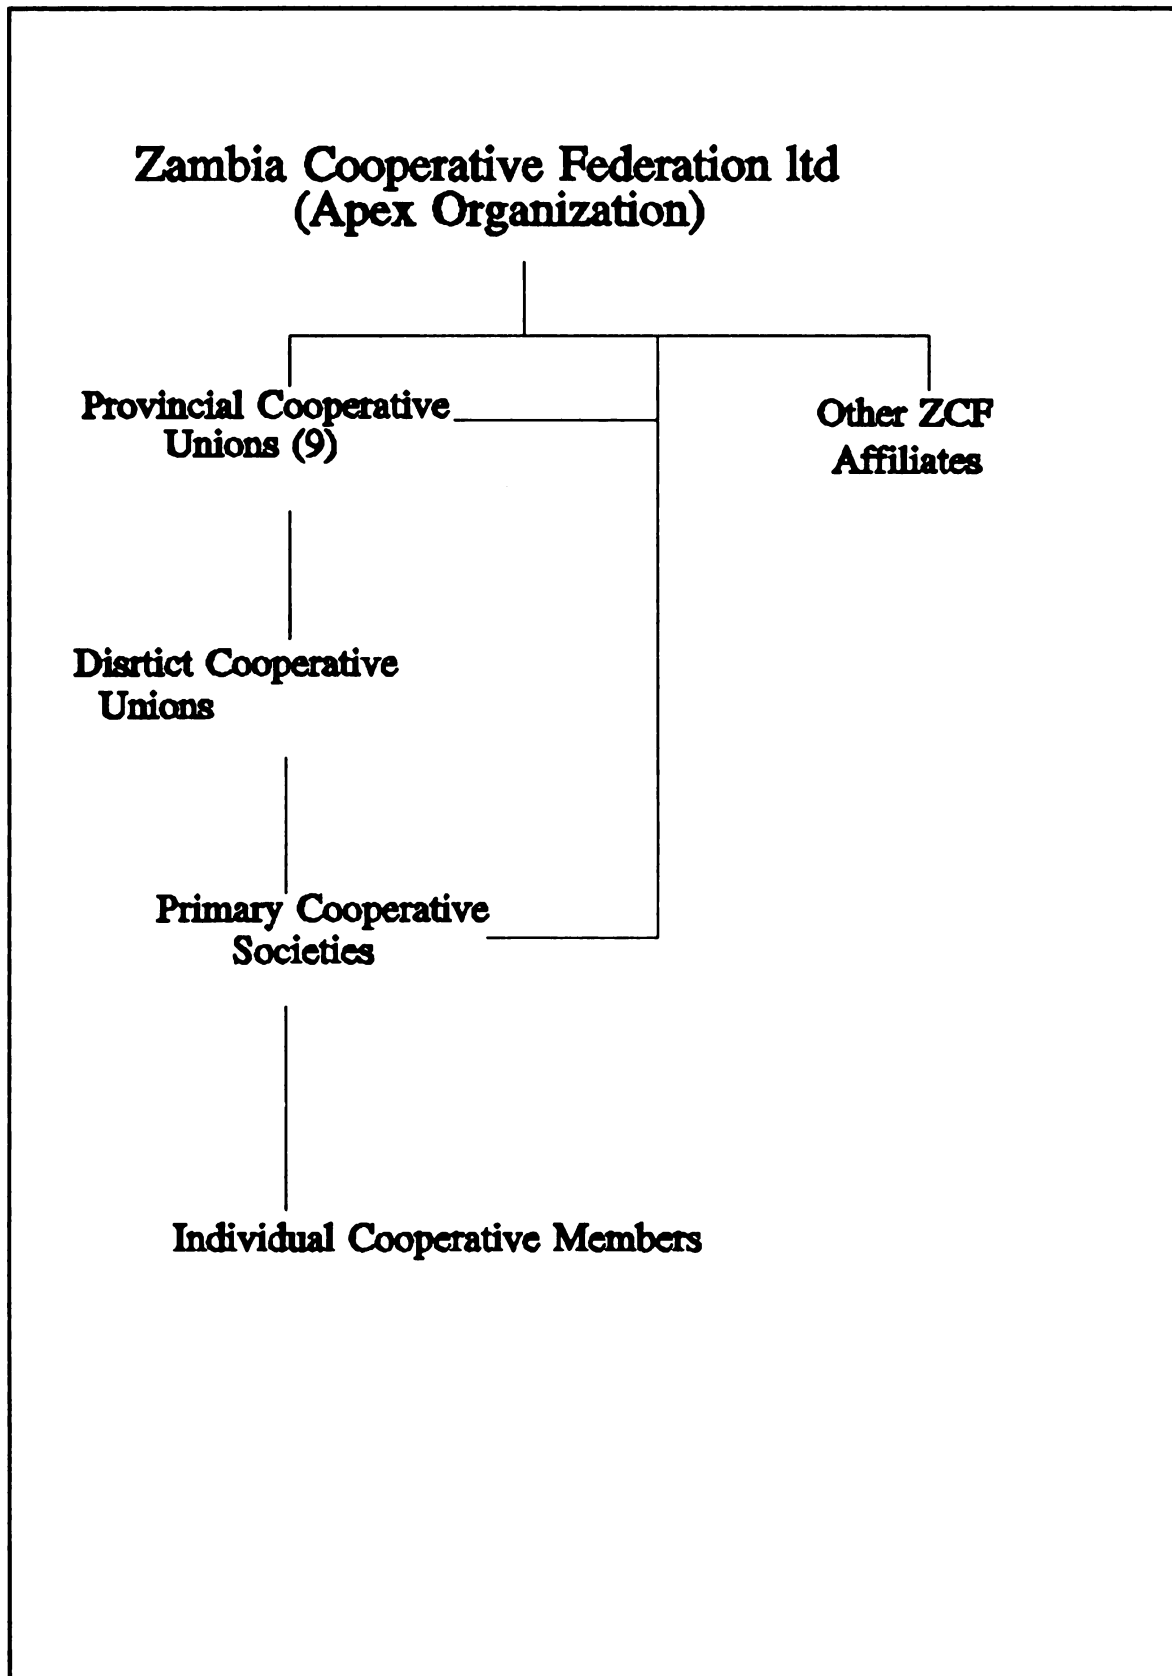 Zambia Cooperative Federation ltd
(Apex Organization)
Provincial Cooperative
Unions (9)
Other ZCF
Affiliates
Disrtict Cooperative
Unions
Primary Cooperative
Societies
Individual Cooperative Members